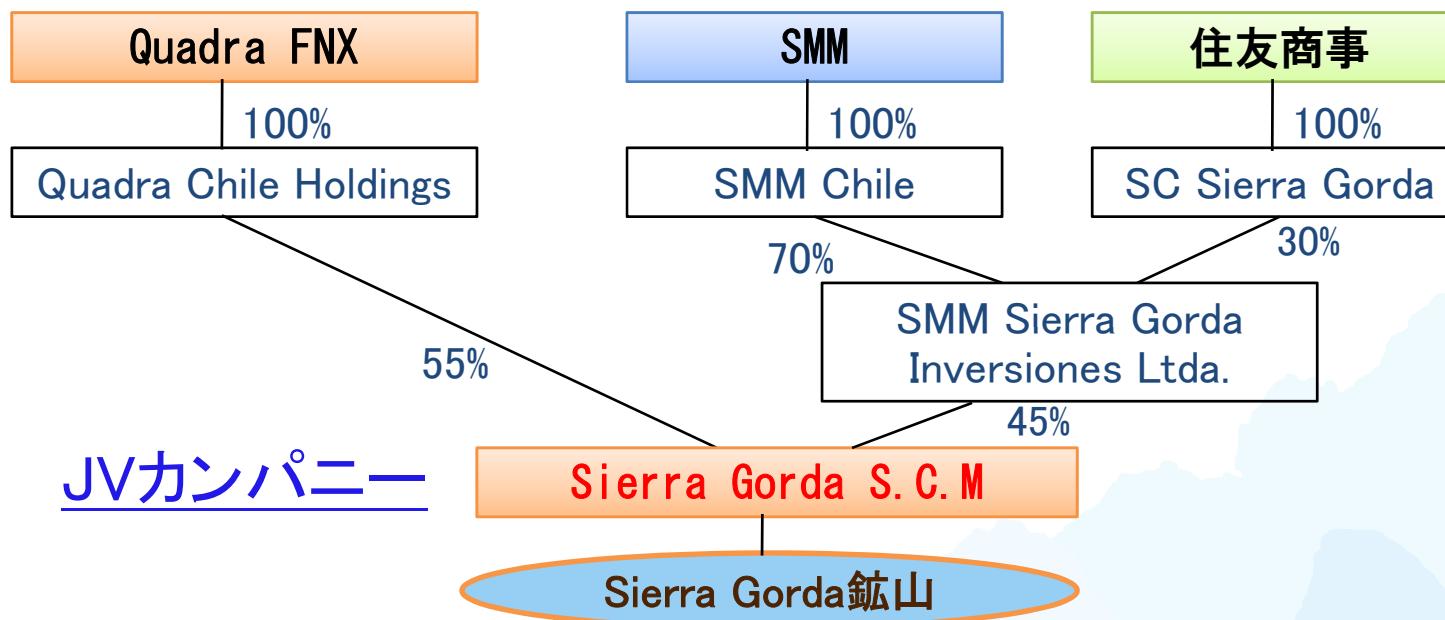 Quadra FNX
SMM
住友商事
100%
100%
100%
Quadra Chile Holdings
SMM Chile
SC Sierra Gorda
70%
30%
SMM Sierra Gorda
Inversiones Ltda.
55%
45%
JVカンパニー
Sierra Gorda S.C.M
Sierra Gorda鉱山